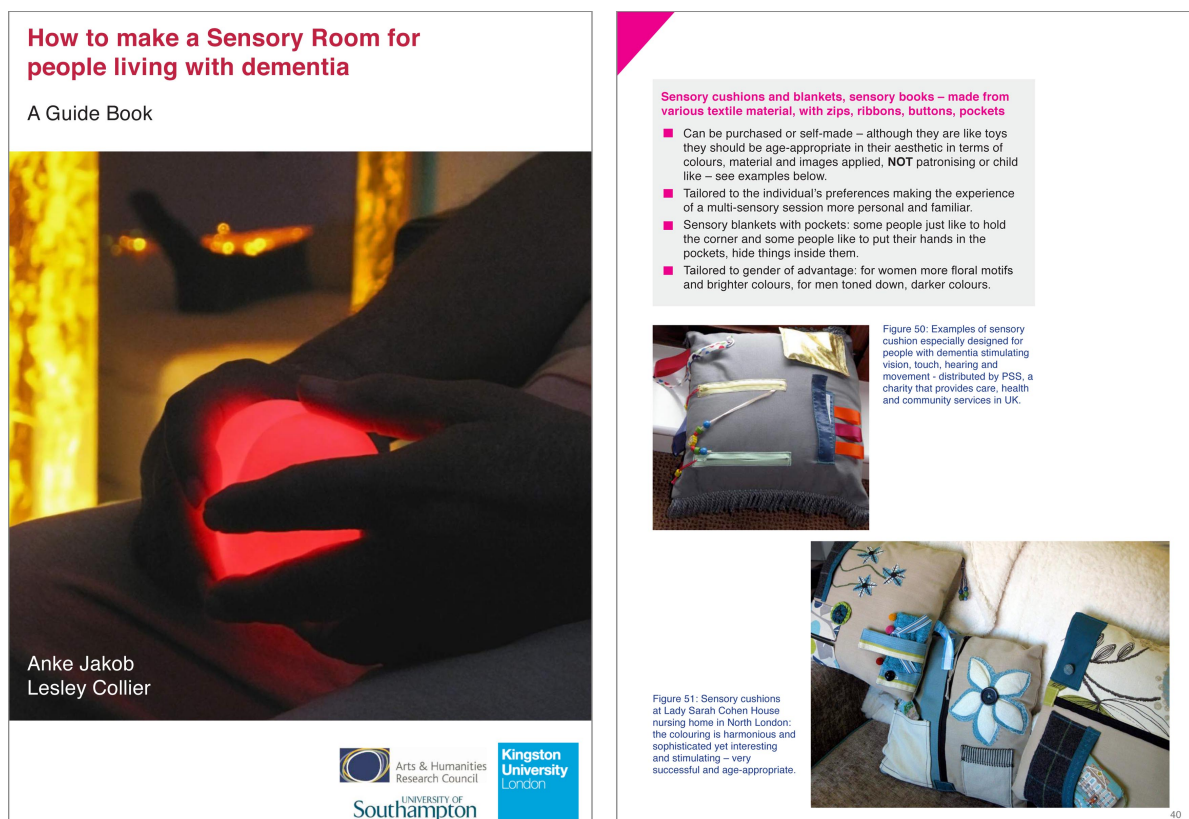 How to make a Sensory Room for
people living with dementia
A Guide Book
Anke Jakob
Lesley Collier
Arts & Humanities
Research Council
Kingston
University
London
UNIVERSITY OF
Southampton
Sensory cushions and blankets, sensory books – made from
various textile material, with zips, ribbons, buttons, pockets
Can be purchased or self-made – although they are like toys
they should be age-appropriate in their aesthetic in terms of
colours, material and images applied, NOT patronising or child
like – see examples below.
Tailored to the individual's preferences making the experience
of a multi-sensory session more personal and familiar.
Sensory blankets with pockets: some people just like to hold
the corner and some people like to put their hands in the
pockets, hide things inside them.
Tailored to gender of advantage: for women more floral motifs
and brighter colours, for men toned down, darker colours.
Figure 50: Examples of sensory
cushion especially designed for
people with dementia stimulating
vision, touch, hearing and
movement - distributed by PSS, a
charity that provides care, health
and community services in UK.
Figure 51: Sensory cushions
at Lady Sarah Cohen House
nursing home in North London:
the colouring is harmonious and
sophisticated yet interesting
and stimulating – very
successful and age-appropriate.
40